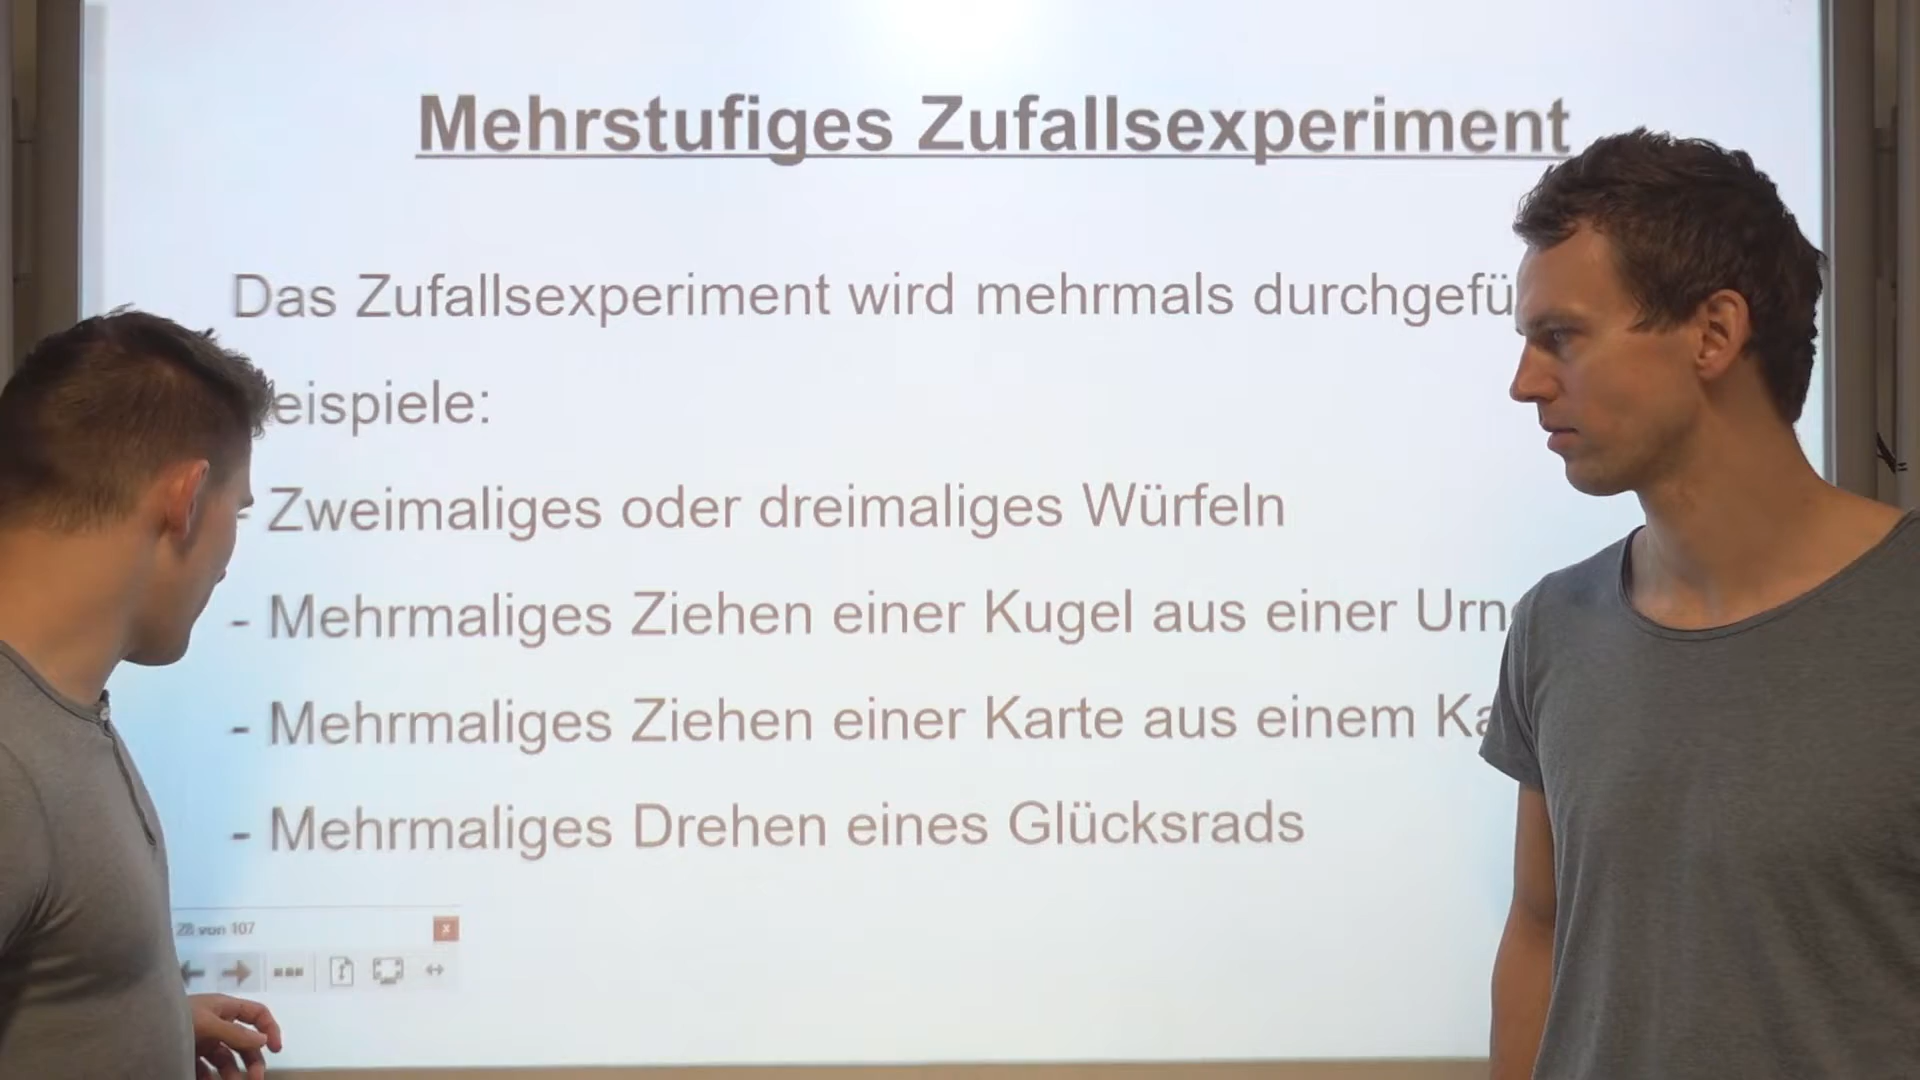 Mehrstufiges Zufallsexperiment
Das Zufallsexperiment wird mehrmals durchgefü
eispiele:
- Zweimaliges oder dreimaliges Würfeln
- Mehrmaliges Ziehen einer Kugel aus einer Urn
- Mehrmaliges Ziehen einer Karte aus einem Ka
- Mehrmaliges Drehen eines Glücksrads
28 von 107